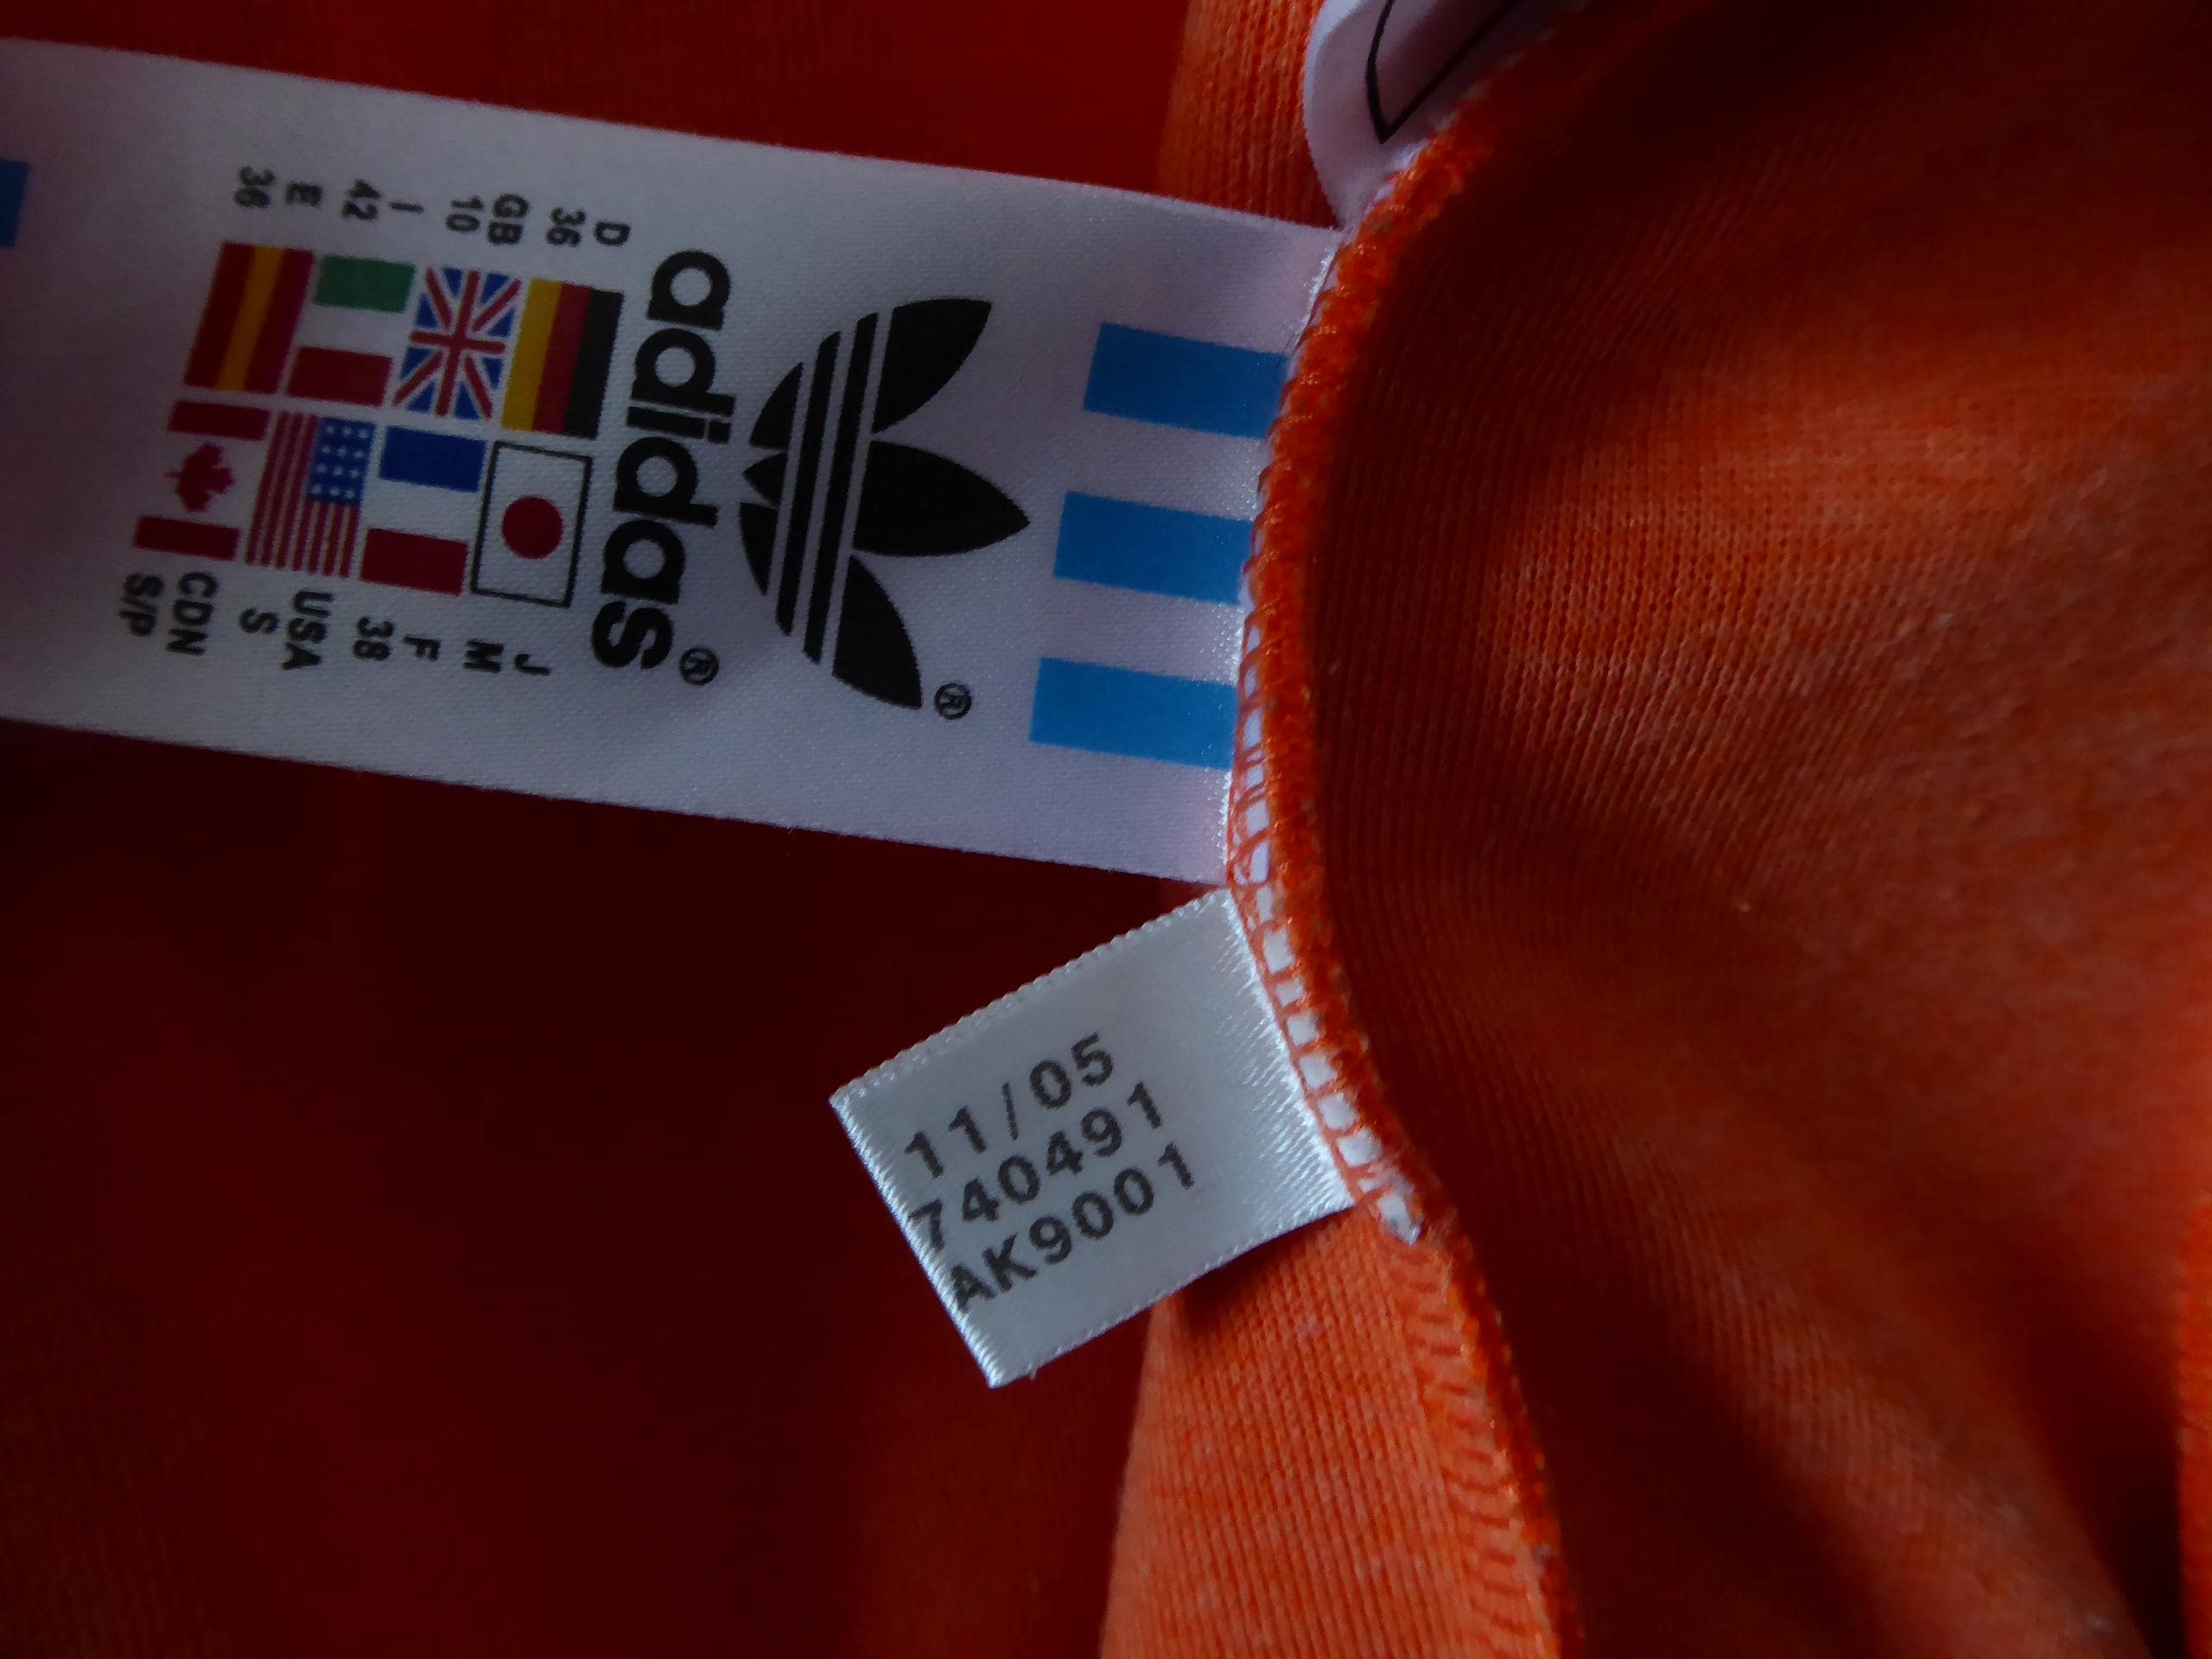 ®
adidas®
D
36
GB
10
I
42
E
36
J
M
F
38
USA
S
CDN
S/P
11/05
740491
AK9001